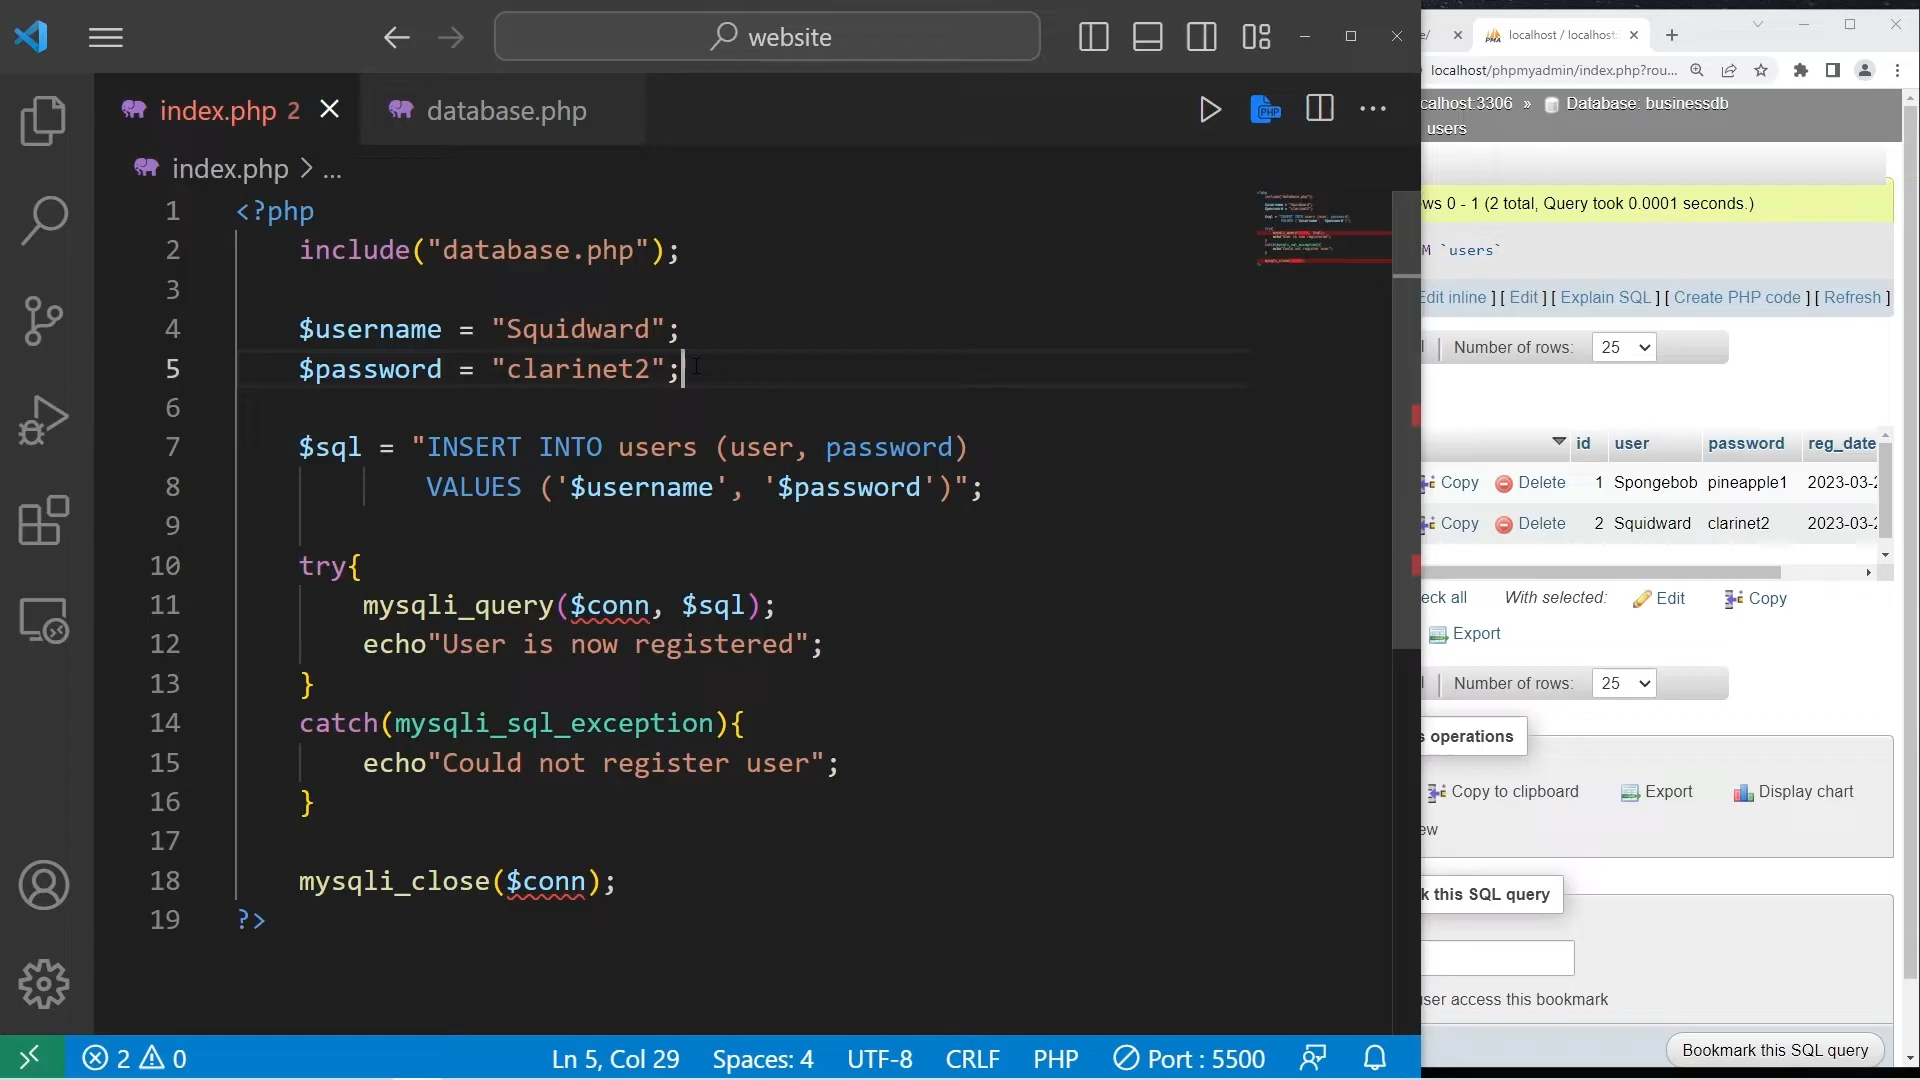 website
index.php 2
database.php
index.php > ...
1 <?php
2 include("database.php");
3
4 $username = "Squidward";
5 $password = "clarinet2";
6
7 $sql = "INSERT INTO users (user, password)
8 VALUES ('$username', '$password')";
9
10 try{
11 mysqli_query($conn, $sql);
12 echo"User is now registered";
13 }
14 catch(mysqli_sql_exception){
15 echo"Could not register user";
16 }
17
18 mysqli_close($conn);
19 ?>
2 0 Ln 5, Col 29 Spaces: 4 UTF-8 CRLF PHP Port : 5500
localhost / localhost
localhost/phpmyadmin/index.php?rou...
calhost:3306 » Database: businessdb
users
ws 0 - 1 (2 total, Query took 0.0001 seconds.)
M `users`
Edit inline ] [ Edit ] [ Explain SQL ] [ Create PHP code ] [ Refresh ]
Number of rows: 25
id user password reg_date
Copy Delete 1 Spongebob pineapple1 2023-03-2
Copy Delete 2 Squidward clarinet2 2023-03-2
eck all With selected: Edit Copy
Export
Number of rows: 25
s operations
Copy to clipboard Export Display chart
ew
k this SQL query
user access this bookmark
Bookmark this SQL query